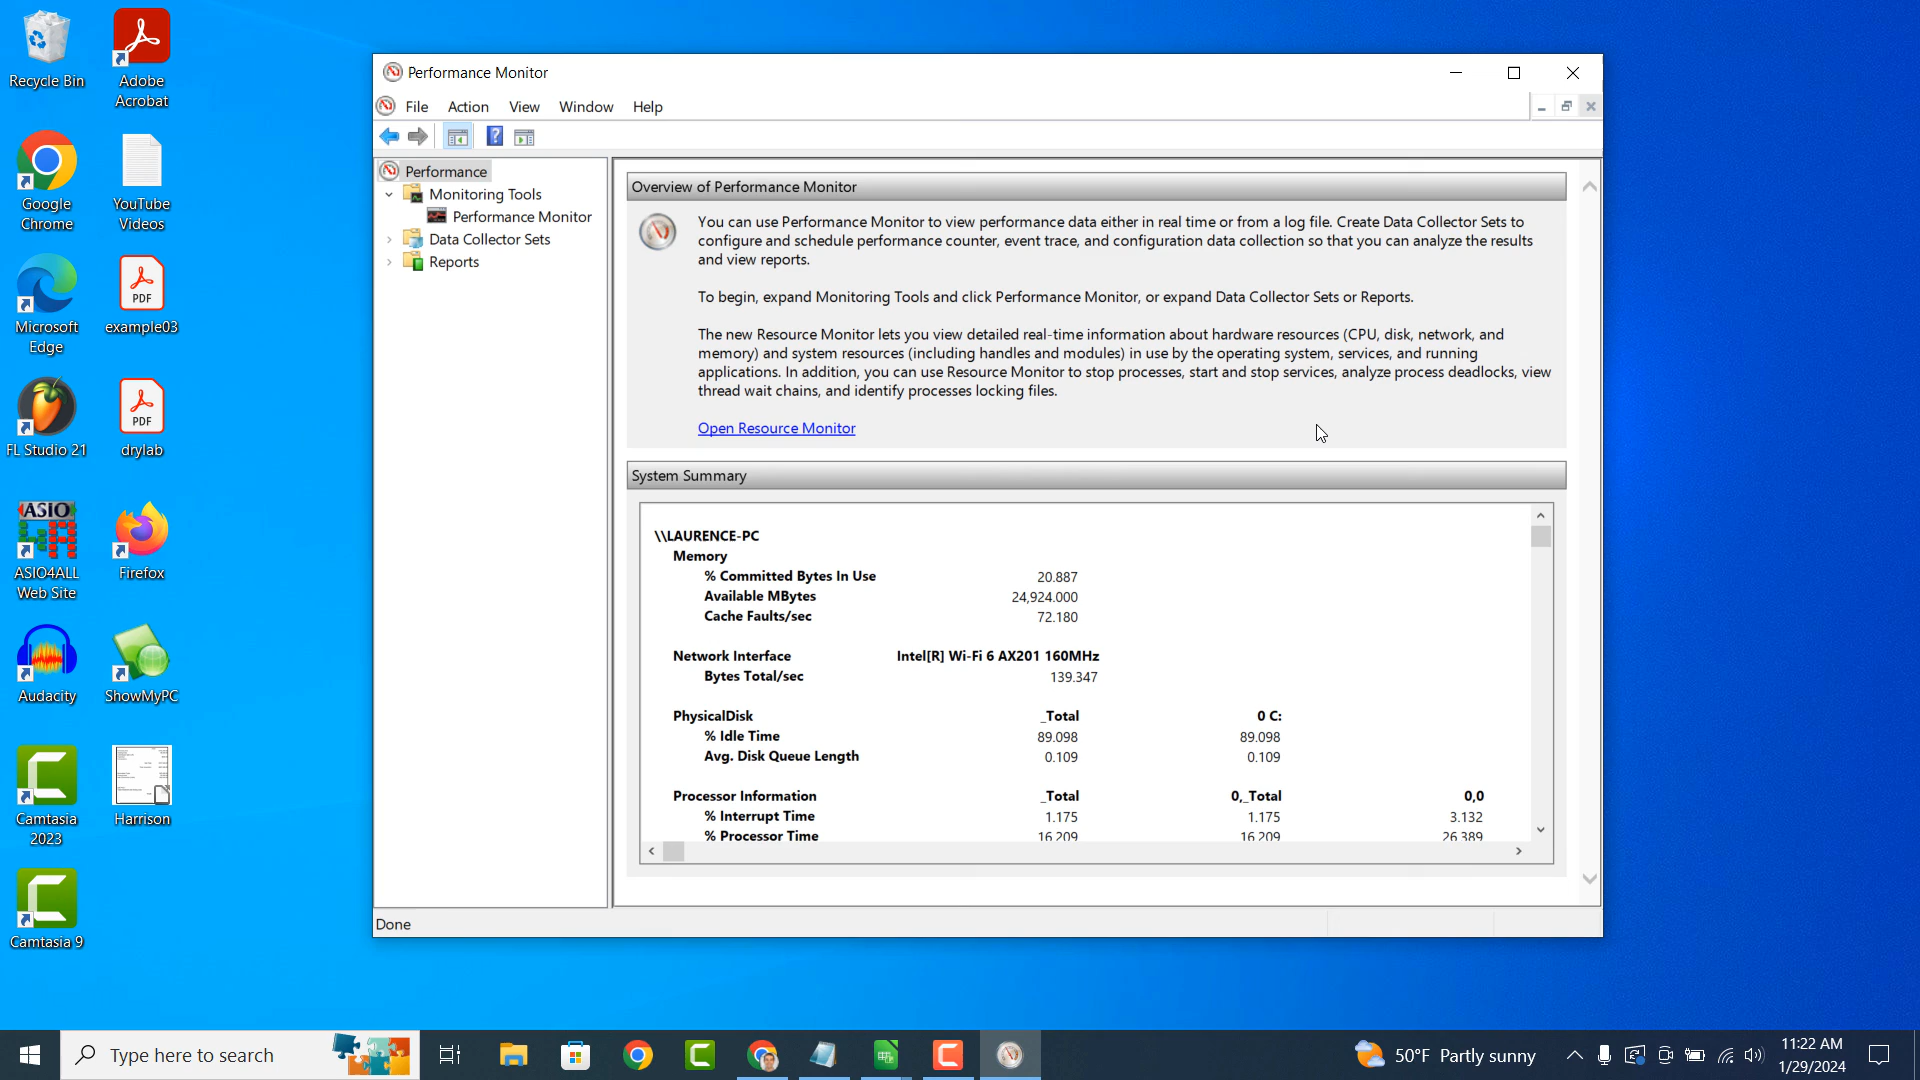 Recycle Bin
Adobe
Acrobat
Google
Chrome
YouTube
Videos
Microsoft
Edge
PDF
example03
FL Studio 21
PDF
drylab
ASIO
ASIO4ALL
Web Site
Firefox
Audacity
ShowMyPC
Camtasia
2023
Harrison
Camtasia 9
Performance Monitor
File Action View Window Help
Performance
Monitoring Tools
Performance Monitor
Data Collector Sets
Reports
Overview of Performance Monitor
You can use Performance Monitor to view performance data either in real time or from a log file. Create Data Collector Sets to
configure and schedule performance counter, event trace, and configuration data collection so that you can analyze the results
and view reports.
To begin, expand Monitoring Tools and click Performance Monitor, or expand Data Collector Sets or Reports.
The new Resource Monitor lets you view detailed real-time information about hardware resources (CPU, disk, network, and
memory) and system resources (including handles and modules) in use by the operating system, services, and running
applications. In addition, you can use Resource Monitor to stop processes, start and stop services, analyze process deadlocks, view
thread wait chains, and identify processes locking files.
Open Resource Monitor
System Summary
\\LAURENCE-PC
Memory
% Committed Bytes In Use 20.887
Available MBytes 24,924.000
Cache Faults/sec 72.180
Network Interface Intel[R] Wi-Fi 6 AX201 160MHz
Bytes Total/sec 139.347
PhysicalDisk _Total 0 C:
% Idle Time 89.098 89.098
Avg. Disk Queue Length 0.109 0.109
Processor Information _Total 0,_Total 0,0
% Interrupt Time 1.175 1.175 3.132
% Processor Time 16.209 16.209 26.389
Done
Type here to search
50°F Partly sunny
11:22 AM
1/29/2024